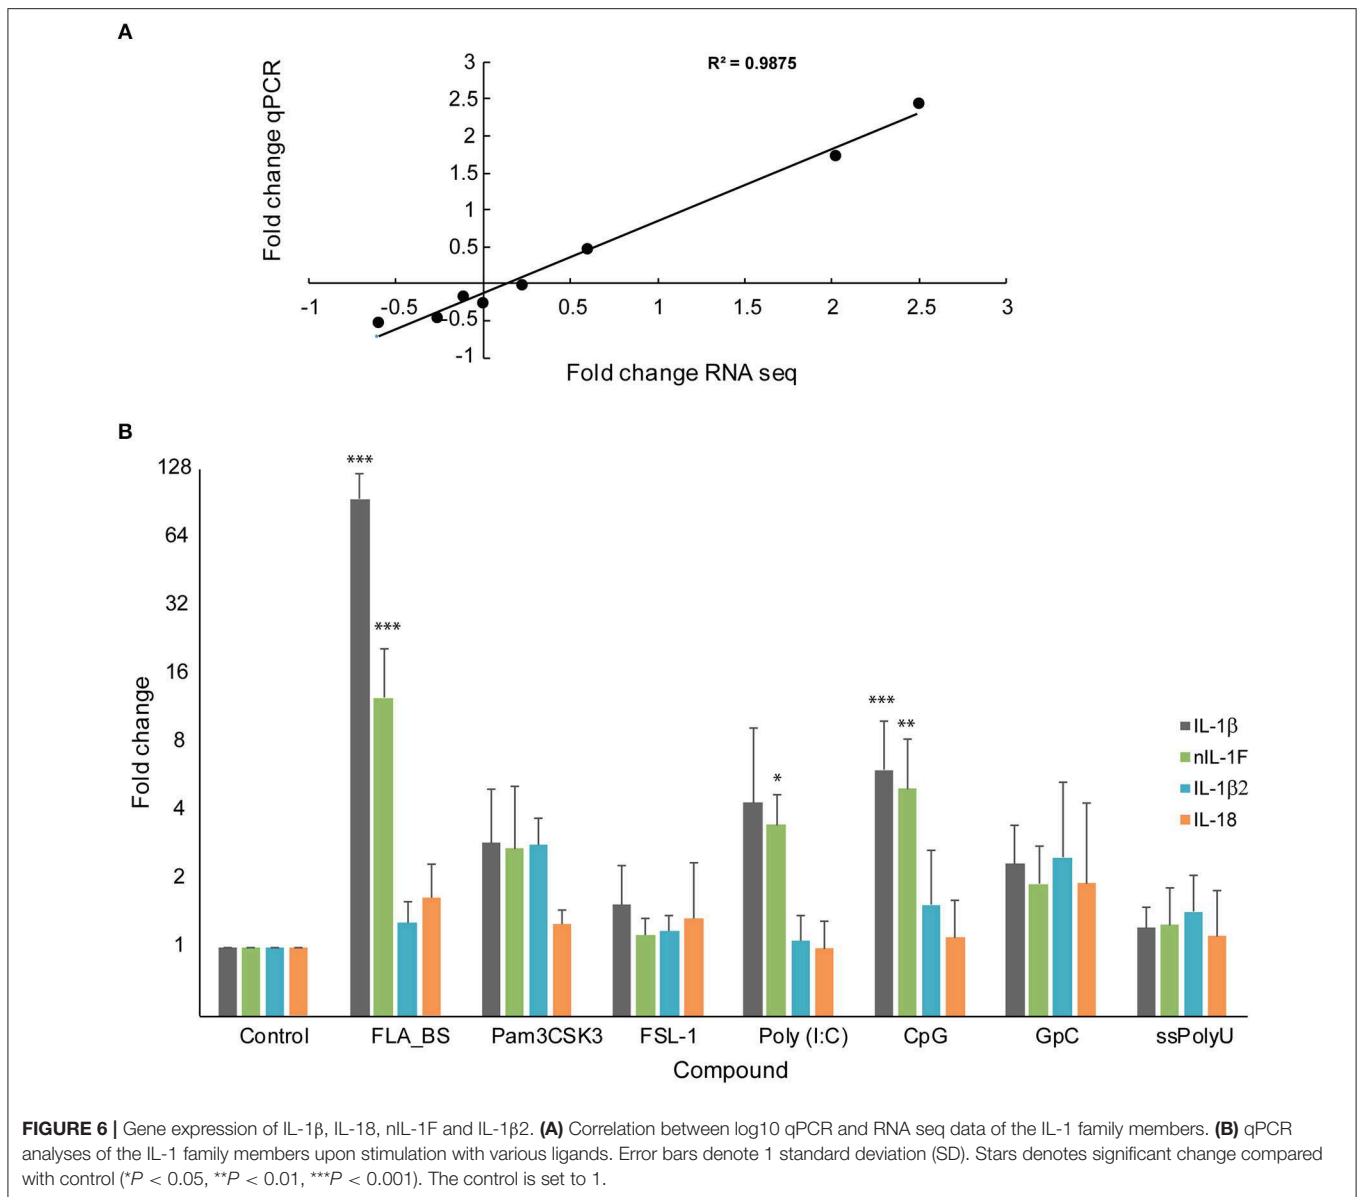 A
R² = 0.9875
Fold change qPCR
3
2.5
2
1.5
1
0.5
-0.5
-1
-1
-0.5
0
0.5
1
1.5
2
2.5
3
Fold change RNA seq
B
Fold change
128
64
32
16
8
4
2
1
***
***
*
***
**
IL-1β
nIL-1F
IL-1β2
IL-18
Control
FLA_BS
Pam3CSK3
FSL-1
Poly (I:C)
CpG
GpC
ssPolyU
Compound
FIGURE 6 | Gene expression of IL-1β, IL-18, nIL-1F and IL-1β2. (A) Correlation between log10 qPCR and RNA seq data of the IL-1 family members. (B) qPCR
analyses of the IL-1 family members upon stimulation with various ligands. Error bars denote 1 standard deviation (SD). Stars denotes significant change compared
with control (*P < 0.05, **P < 0.01, ***P < 0.001). The control is set to 1.